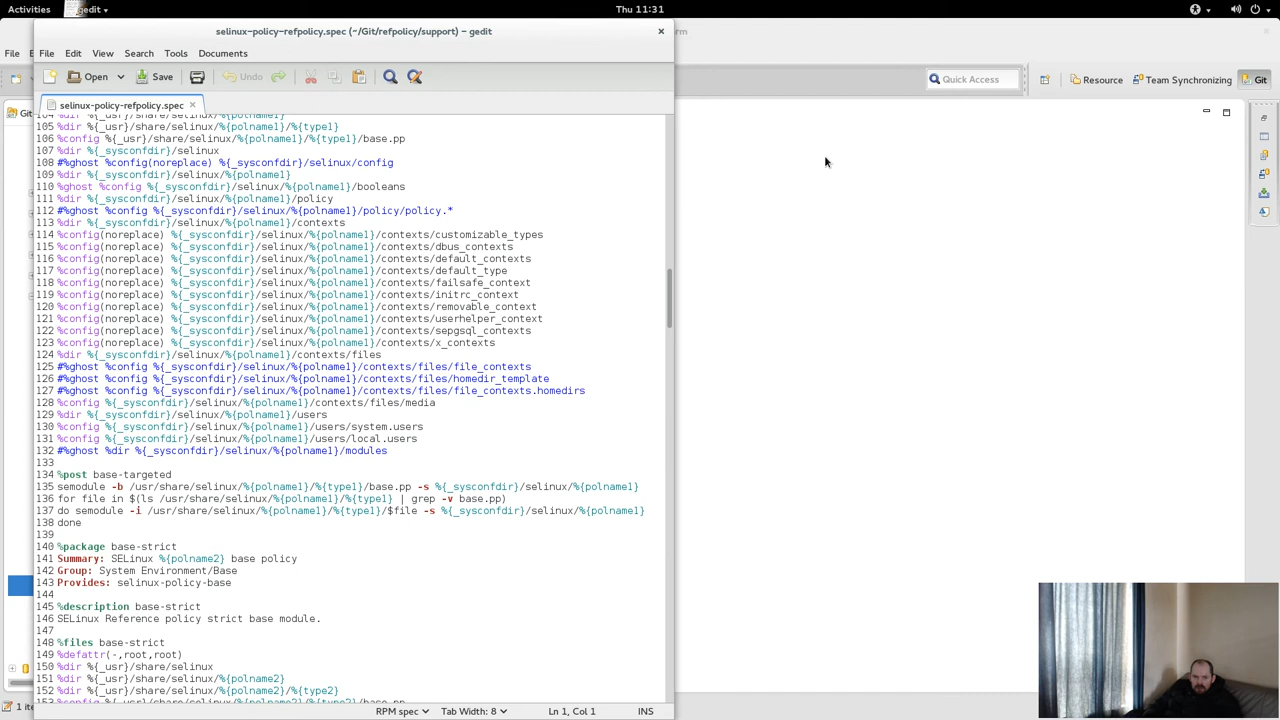 Activities
gedit
Thu 11:31
selinux-policy-refpolicy.spec (~/Git/refpolicy/support) – gedit
rm
File
File Edit View Search Tools Documents
Open Save Undo
Quick Access
Resource Team Synchronizing Git
Git
selinux-policy-refpolicy.spec
105 %dir %{_usr}/share/selinux/%{polname1}/%{type1}
106 %config %{_usr}/share/selinux/%{polname1}/%{type1}/base.pp
107 %dir %{_sysconfdir}/selinux
108 #%ghost %config(noreplace) %{_sysconfdir}/selinux/config
109 %dir %{_sysconfdir}/selinux/%{polname1}
110 %ghost %config %{_sysconfdir}/selinux/%{polname1}/booleans
111 %dir %{_sysconfdir}/selinux/%{polname1}/policy
112 #%ghost %config %{_sysconfdir}/selinux/%{polname1}/policy/policy.*
113 %dir %{_sysconfdir}/selinux/%{polname1}/contexts
114 %config(noreplace) %{_sysconfdir}/selinux/%{polname1}/contexts/customizable_types
115 %config(noreplace) %{_sysconfdir}/selinux/%{polname1}/contexts/dbus_contexts
116 %config(noreplace) %{_sysconfdir}/selinux/%{polname1}/contexts/default_contexts
117 %config(noreplace) %{_sysconfdir}/selinux/%{polname1}/contexts/default_type
118 %config(noreplace) %{_sysconfdir}/selinux/%{polname1}/contexts/failsafe_context
119 %config(noreplace) %{_sysconfdir}/selinux/%{polname1}/contexts/initrc_context
120 %config(noreplace) %{_sysconfdir}/selinux/%{polname1}/contexts/removable_context
121 %config(noreplace) %{_sysconfdir}/selinux/%{polname1}/contexts/userhelper_context
122 %config(noreplace) %{_sysconfdir}/selinux/%{polname1}/contexts/sepgsql_contexts
123 %config(noreplace) %{_sysconfdir}/selinux/%{polname1}/contexts/x_contexts
124 %dir %{_sysconfdir}/selinux/%{polname1}/contexts/files
125 #%ghost %config %{_sysconfdir}/selinux/%{polname1}/contexts/files/file_contexts
126 #%ghost %config %{_sysconfdir}/selinux/%{polname1}/contexts/files/homedir_template
127 #%ghost %config %{_sysconfdir}/selinux/%{polname1}/contexts/files/file_contexts.homedirs
128 %config %{_sysconfdir}/selinux/%{polname1}/contexts/files/media
129 %dir %{_sysconfdir}/selinux/%{polname1}/users
130 %config %{_sysconfdir}/selinux/%{polname1}/users/system.users
131 %config %{_sysconfdir}/selinux/%{polname1}/users/local.users
132 #%ghost %dir %{_sysconfdir}/selinux/%{polname1}/modules
133
134 %post base-targeted
135 semodule -b /usr/share/selinux/%{polname1}/%{type1}/base.pp -s %{_sysconfdir}/selinux/%{polname1}
136 for file in $(ls /usr/share/selinux/%{polname1}/%{type1} | grep -v base.pp)
137 do semodule -i /usr/share/selinux/%{polname1}/%{type1}/$file -s %{_sysconfdir}/selinux/%{polname1}
138 done
139
140 %package base-strict
141 Summary: SELinux %{polname2} base policy
142 Group: System Environment/Base
143 Provides: selinux-policy-base
144
145 %description base-strict
146 SELinux Reference policy strict base module.
147
148 %files base-strict
149 %defattr(-,root,root)
150 %dir %{_usr}/share/selinux
151 %dir %{_usr}/share/selinux/%{polname2}
152 %dir %{_usr}/share/selinux/%{polname2}/%{type2}
RPM spec Tab Width: 8 Ln 1, Col 1 INS
1 ite